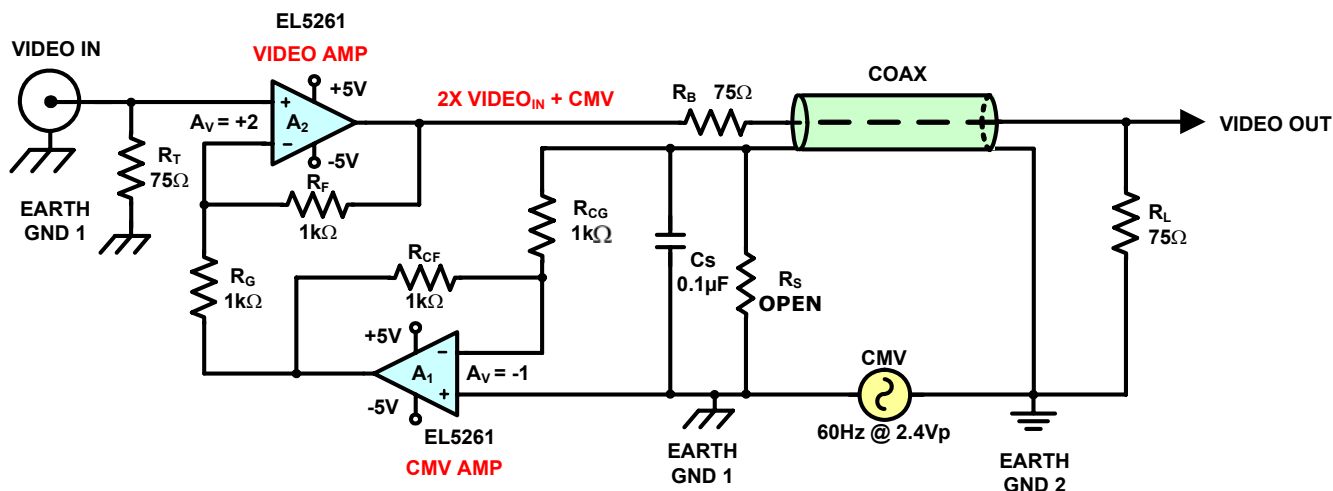 EL5261
VIDEO AMP
VIDEO IN
+5V
+
A2
AV = +2
−
-5V
2X VIDEOIN + CMV
RB 75Ω
COAX
VIDEO OUT
RT
75Ω
RF
1kΩ
EARTH
GND 1
RG
1kΩ
RCF
1kΩ
RCG
1kΩ
Cs
0.1µF
RS
OPEN
RL
75Ω
+5V
−
A1
AV = -1
+
-5V
EL5261
CMV AMP
EARTH
GND 1
CMV
60Hz @ 2.4Vp
EARTH
GND 2